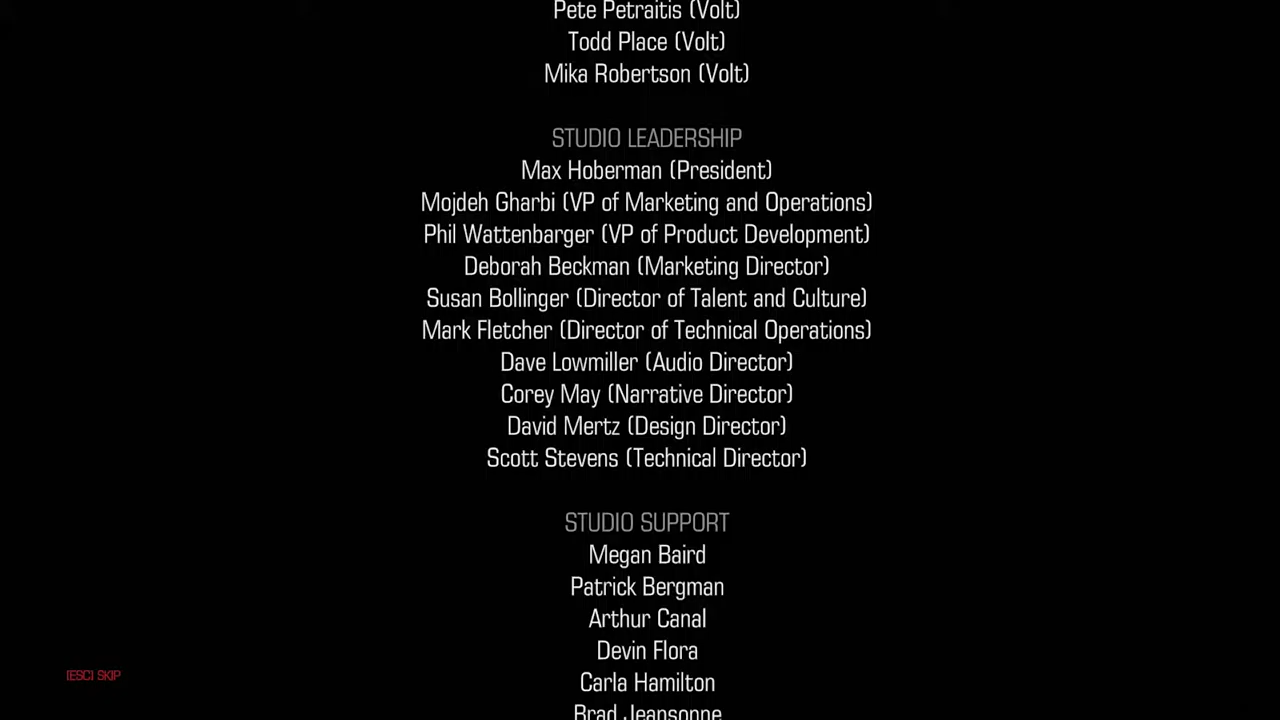 Pete Petraitis (Volt)
Todd Place (Volt)
Mika Robertson (Volt)
STUDIO LEADERSHIP
Max Hoberman (President)
Mojdeh Gharbi (VP of Marketing and Operations)
Phil Wattenbarger (VP of Product Development)
Deborah Beckman (Marketing Director)
Susan Bollinger (Director of Talent and Culture)
Mark Fletcher (Director of Technical Operations)
Dave Lowmiller (Audio Director)
Corey May (Narrative Director)
David Mertz (Design Director)
Scott Stevens (Technical Director)
STUDIO SUPPORT
Megan Baird
Patrick Bergman
Arthur Canal
Devin Flora
Carla Hamilton
Brad Jeansonne
[ESC] SKIP